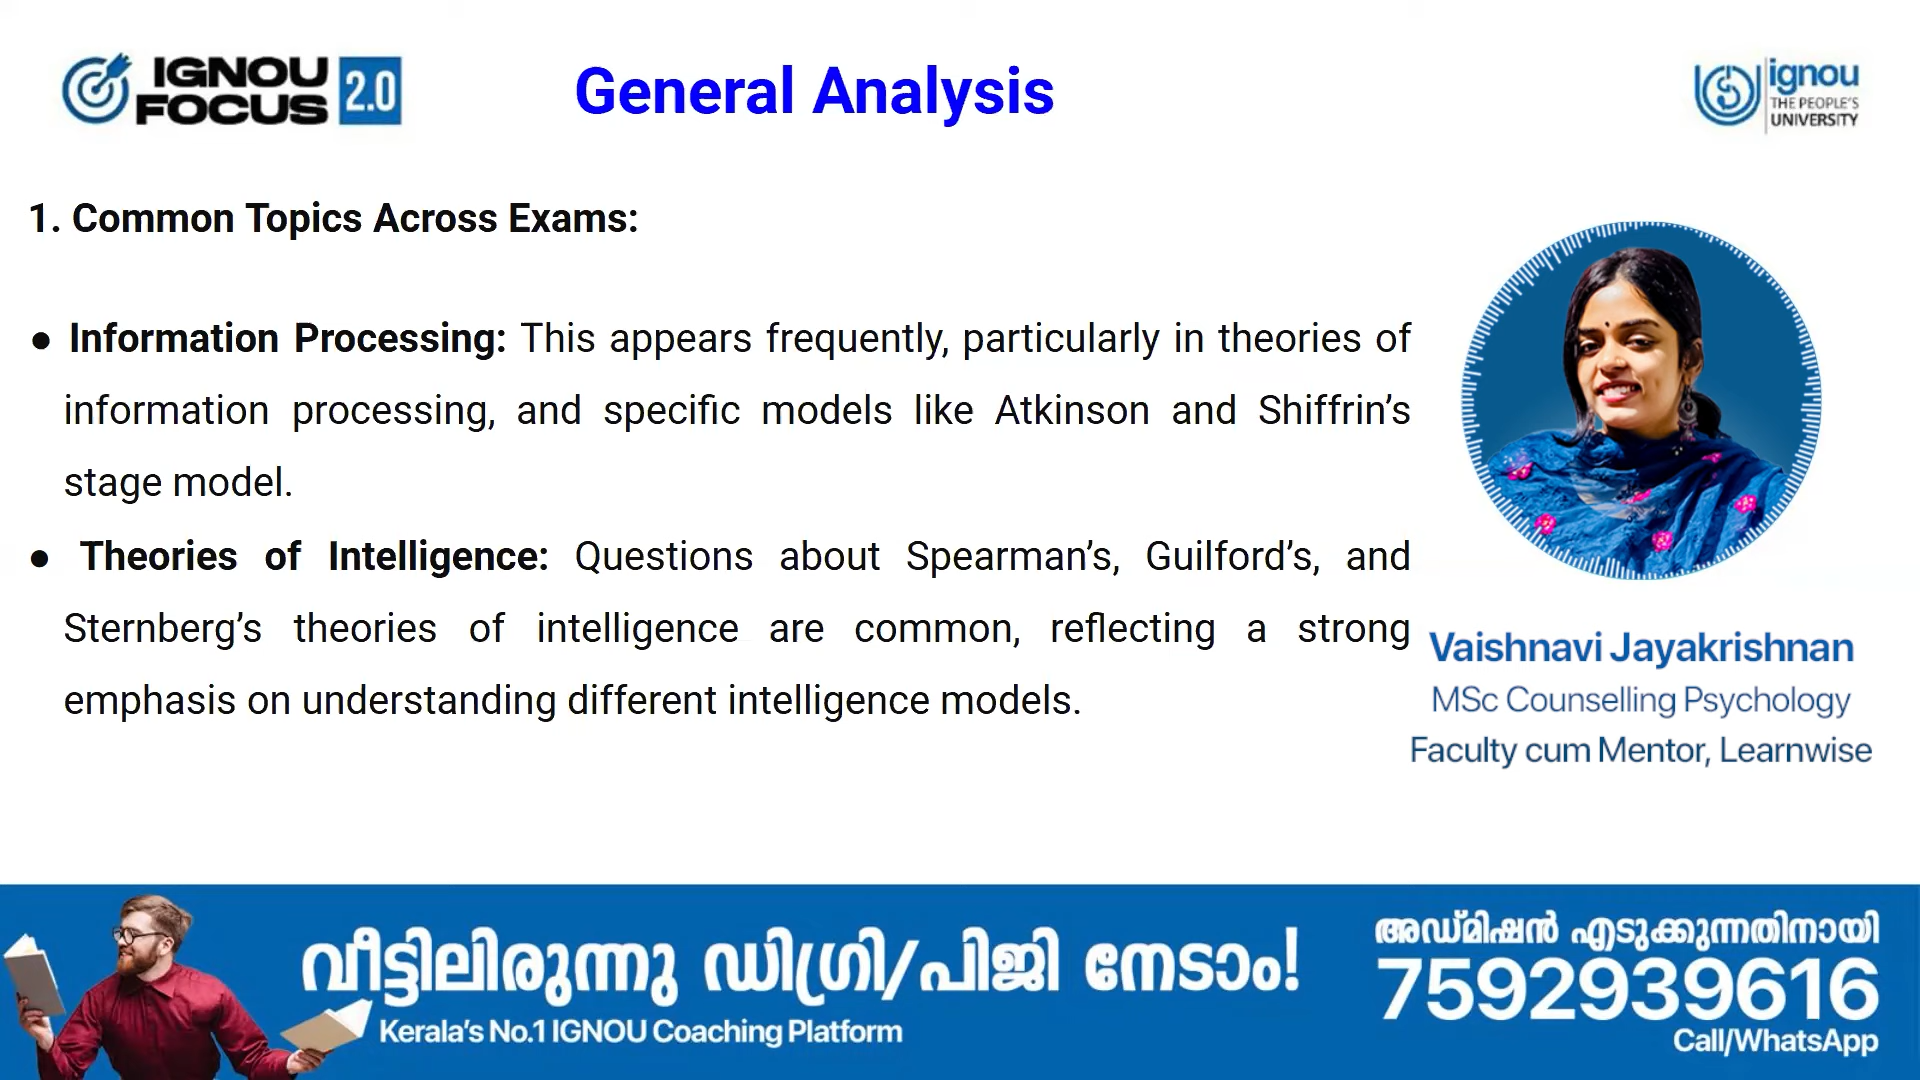 IGNOU
FOCUS
2.0
General Analysis
ignou
THE PEOPLE'S
UNIVERSITY
1. Common Topics Across Exams:
● Information Processing: This appears frequently, particularly in theories of
information processing, and specific models like Atkinson and Shiffrin’s
stage model.
● Theories of Intelligence: Questions about Spearman’s, Guilford’s, and
Sternberg’s theories of intelligence are common, reflecting a strong
emphasis on understanding different intelligence models.
Vaishnavi Jayakrishnan
MSc Counselling Psychology
Faculty cum Mentor, Learnwise
വീട്ടിലിരുന്നു ഡിഗ്രി/പിജി നേടാം!
Kerala's No.1 IGNOU Coaching Platform
അഡ്മിഷൻ എടുക്കുന്നതിനായി
7592939616
Call/WhatsApp